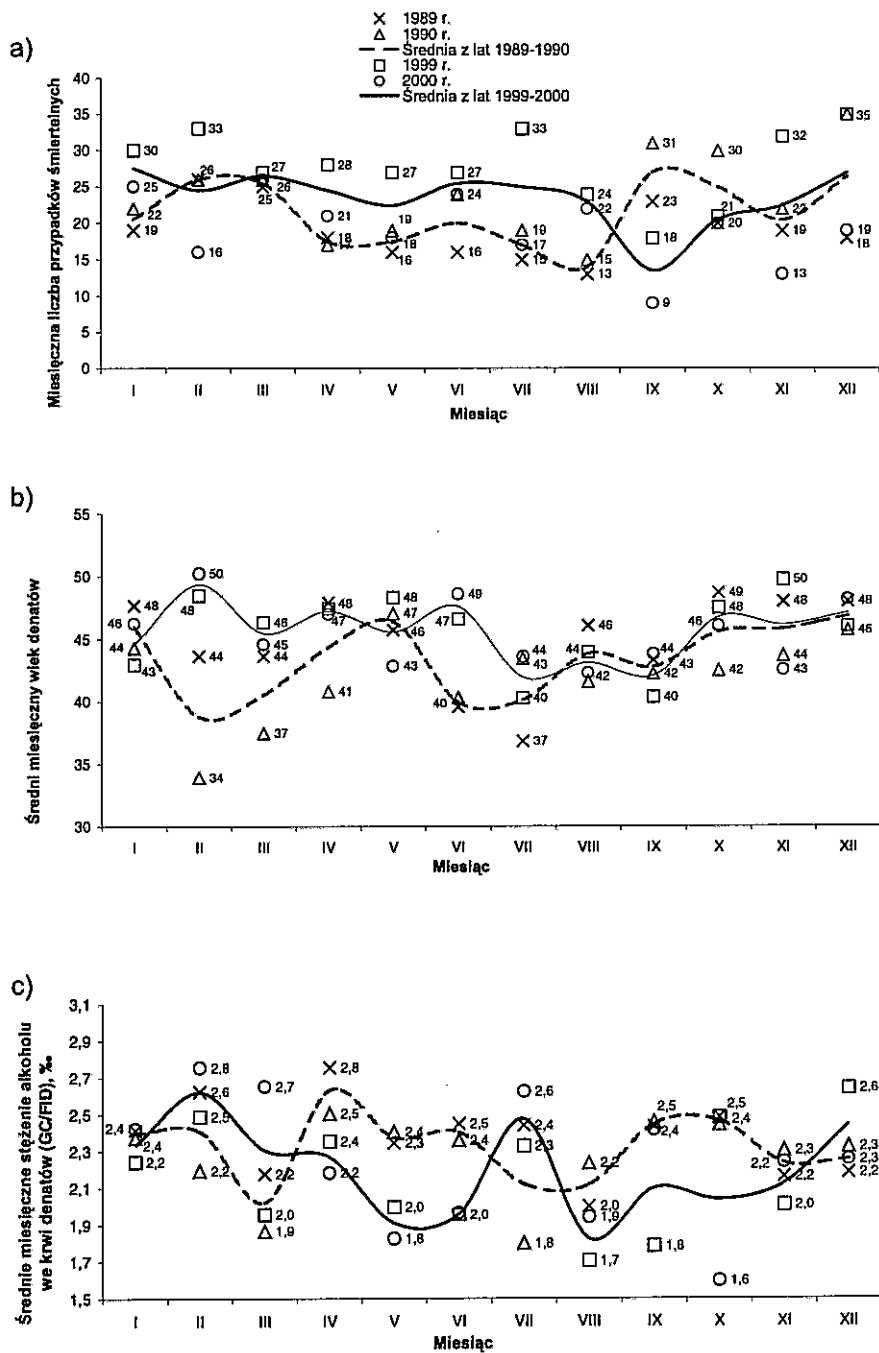 × 1989 r.
△ 1990 r.
Średnia z lat 1989-1990
□ 1999 r.
○ 2000 r.
Średnia z lat 1999-2000
a)
Miesięczna liczba przypadków śmiertelnych
40
35
30
25
20
15
10
5
0
30 25 22 19
33 26 16
27 26 25
28 21 18
27 19 18 16
27 24 16
33 19 17 15
24 22 15 13
31 23 18 9
30 21 20
32 22 19 13
35 19 18
I II III IV V VI VII VIII IX X XI XII
Miesiąc
b)
Średni miesięczny wiek denatów
55
50
45
40
35
30
48 46 44 43
50 48 44 34
46 45 44 37
48 47 41
48 47 46 43
49 47 40
44 43 40 37
46 44 42
44 43 42 40
49 48 46 42
50 48 44 43
48 46
I II III IV V VI VII VIII IX X XI XII
Miesiąc
c)
Średnie miesięczne stężenie alkoholu
we krwi denatów (GC/FID), ‰
3,1
2,9
2,7
2,5
2,3
2,1
1,9
1,7
1,5
2,4 2,4 2,2
2,8 2,6 2,5 2,2
2,7 2,2 2,0 1,9
2,8 2,5 2,4 2,2
2,4 2,3 2,0 1,8
2,5 2,4 2,0
2,6 2,4 2,3 1,8
2,2 2,0 1,9 1,7
2,5 2,4 1,8
2,5 2,4 1,6
2,3 2,2 2,2 2,0
2,6 2,3 2,3 2,2
I II III IV V VI VII VIII IX X XI XII
Miesiąc